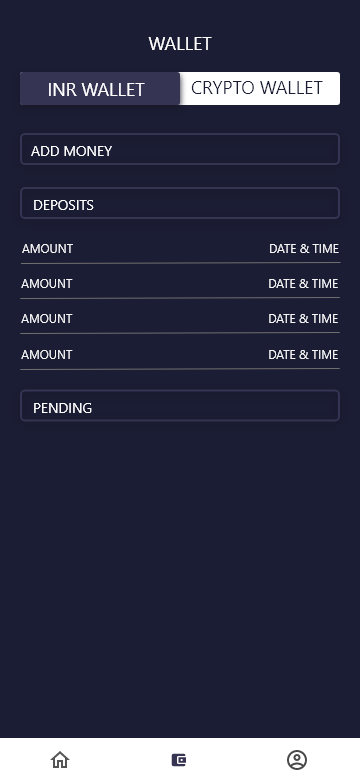 WALLET
INR WALLET CRYPTO WALLET
ADD MONEY
DEPOSITS
AMOUNT DATE & TIME
AMOUNT DATE & TIME
AMOUNT DATE & TIME
AMOUNT DATE & TIME
PENDING